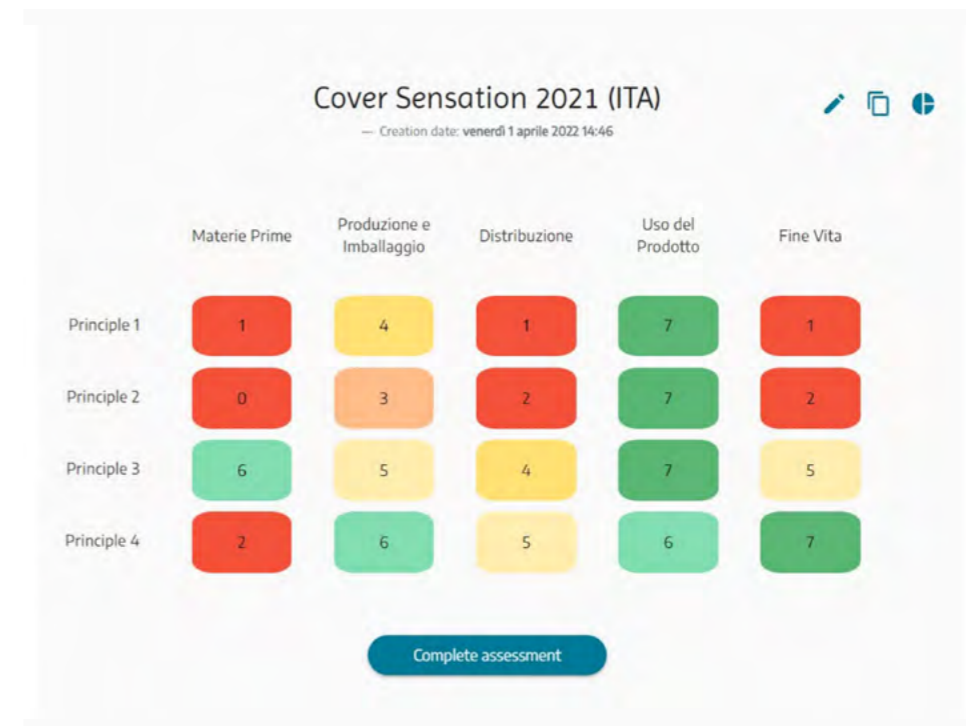 Cover Sensation 2021 (ITA)
— Creation date: venerdì 1 aprile 2022 14:46
Materie Prime
Produzione e
Imballaggio
Distribuzione
Uso del
Prodotto
Fine Vita
Principle 1 1 4 1 7 1
Principle 2 0 3 2 7 2
Principle 3 6 5 4 7 5
Principle 4 2 6 5 6 7
Complete assessment